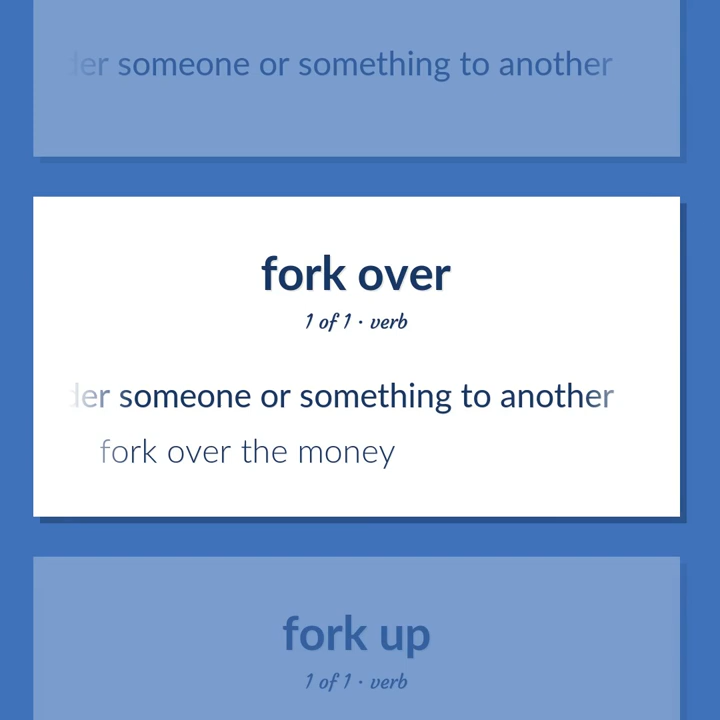 someone or something to another
fork over
1 of 1 · verb
someone or something to another
fork over the money
fork up
1 of 1 · verb